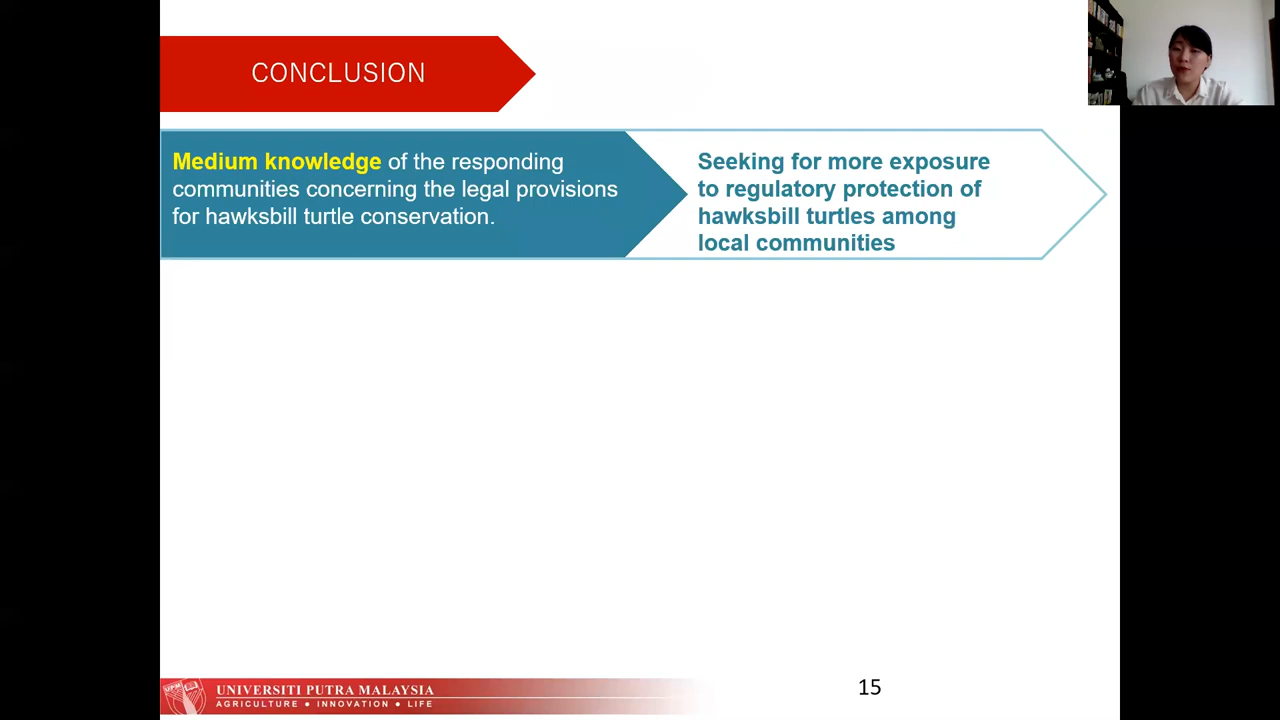 CONCLUSION
Medium knowledge of the responding
communities concerning the legal provisions
for hawksbill turtle conservation.
Seeking for more exposure
to regulatory protection of
hawksbill turtles among
local communities
UPM
UNIVERSITI PUTRA MALAYSIA
AGRICULTURE • INNOVATION • LIFE
15